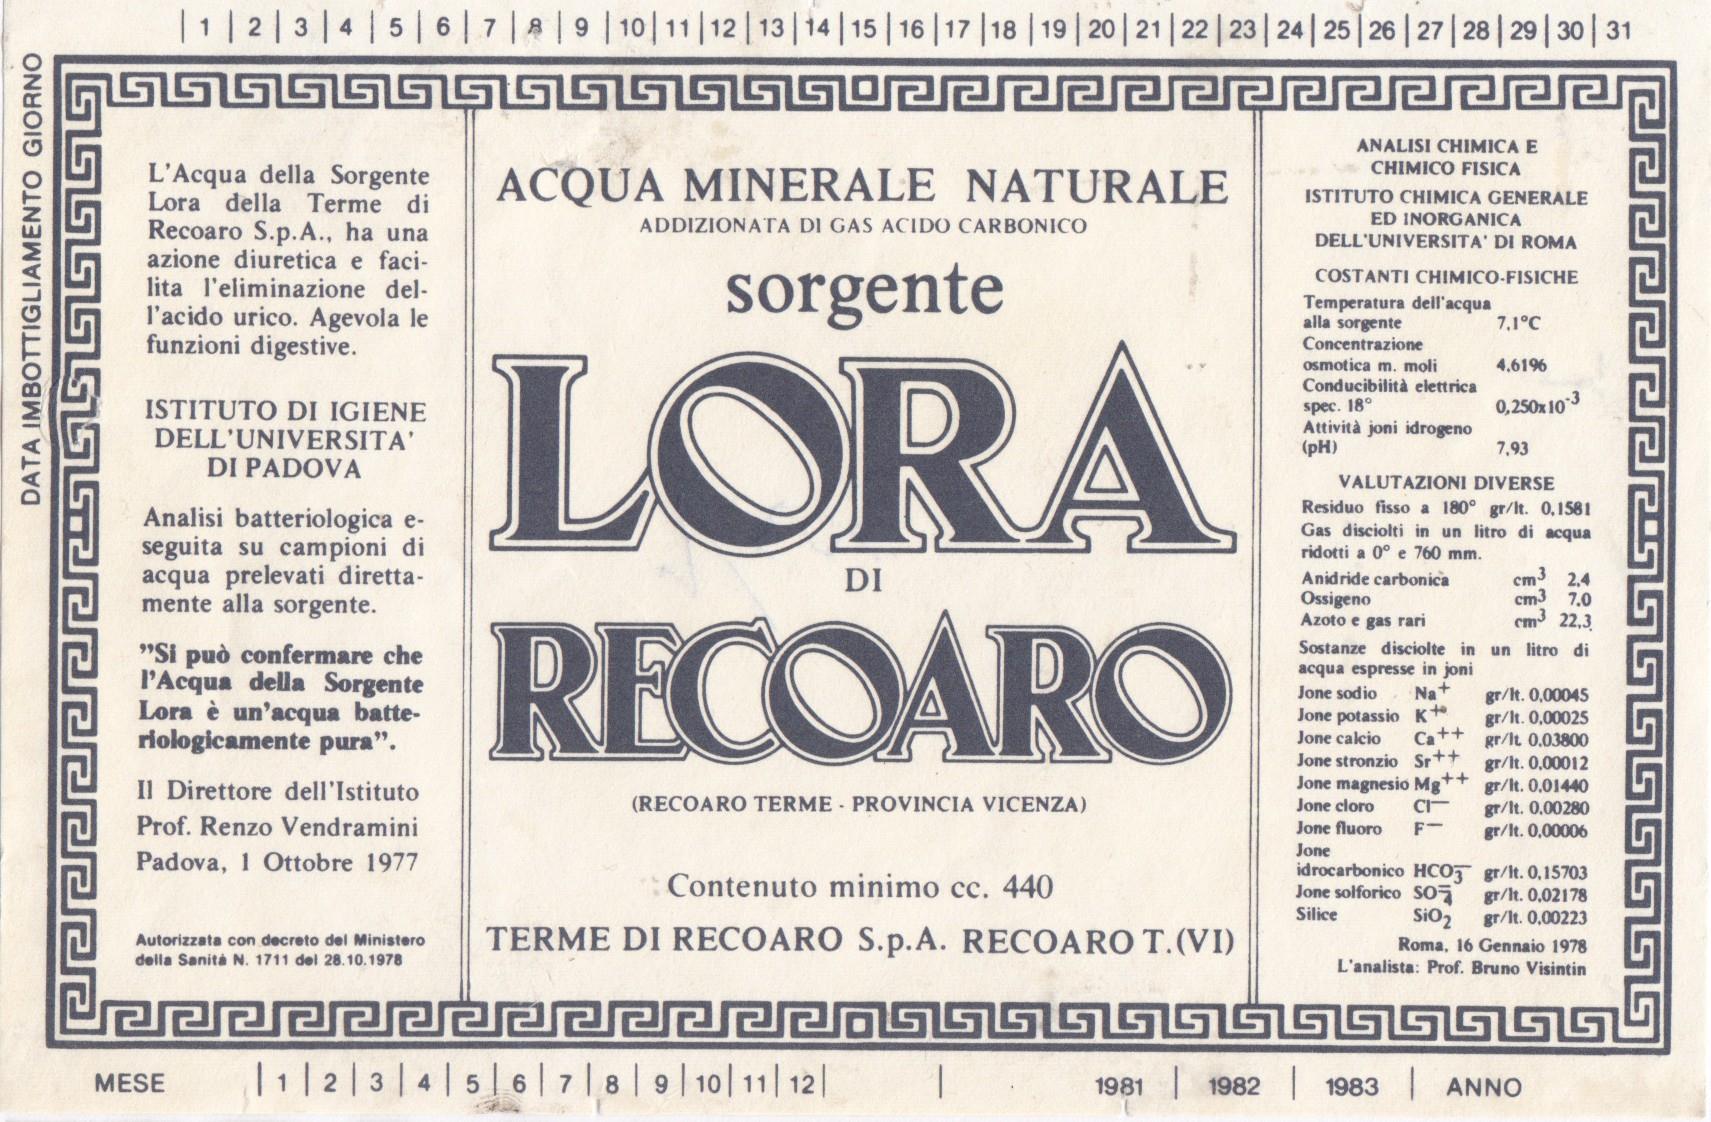 1 2 3 4 5 6 7 8 9 10 11 12 13 14 15 16 17 18 19 20 21 22 23 24 25 26 27 28 29 30 31
DATA IMBOTTIGLIAMENTO GIORNO
L'Acqua della Sorgente
Lora della Terme di
Recoaro S.p.A., ha una
azione diuretica e faci-
lita l'eliminazione del-
l'acido urico. Agevola le
funzioni digestive.
ISTITUTO DI IGIENE
DELL'UNIVERSITA'
DI PADOVA
Analisi batteriologica e-
seguita su campioni di
acqua prelevati diretta-
mente alla sorgente.
"Si può confermare che
l'Acqua della Sorgente
Lora è un'acqua batte-
riologicamente pura".
Il Direttore dell'Istituto
Prof. Renzo Vendramini
Padova, 1 Ottobre 1977
Autorizzata con decreto del Ministero
della Sanità N. 1711 del 28.10.1978
ACQUA MINERALE NATURALE
ADDIZIONATA DI GAS ACIDO CARBONICO
sorgente
LORA
DI
RECOARO
(RECOARO TERME - PROVINCIA VICENZA)
Contenuto minimo cc. 440
TERME DI RECOARO S.p.A. RECOARO T.(VI)
ANALISI CHIMICA E
CHIMICO FISICA
ISTITUTO CHIMICA GENERALE
ED INORGANICA
DELL'UNIVERSITA' DI ROMA
COSTANTI CHIMICO-FISICHE
Temperatura dell'acqua
alla sorgente 7,1°C
Concentrazione
osmotica m. moli 4,6196
Conducibilità elettrica
spec. 18° 0,250x10⁻³
Attività joni idrogeno
(pH) 7,93
VALUTAZIONI DIVERSE
Residuo fisso a 180° gr/lt. 0,1581
Gas disciolti in un litro di acqua
ridotti a 0° e 760 mm.
Anidride carbonica cm³ 2,4
Ossigeno cm³ 7,0
Azoto e gas rari cm³ 22,3
Sostanze disciolte in un litro di
acqua espresse in joni
Jone sodio Na⁺ gr/lt. 0,00045
Jone potassio K⁺ gr/lt. 0,00025
Jone calcio Ca⁺⁺ gr/lt. 0,03800
Jone stronzio Sr⁺⁺ gr/lt. 0,00012
Jone magnesio Mg⁺⁺ gr/lt. 0,01440
Jone cloro Cl⁻ gr/lt. 0,00280
Jone fluoro F⁻ gr/lt. 0,00006
Jone
idrocarbonico HCO₃⁻ gr/lt. 0,15703
Jone solforico SO₄⁼ gr/lt. 0,02178
Silice SiO₂ gr/lt. 0,00223
Roma, 16 Gennaio 1978
L'analista: Prof. Bruno Visintin
MESE 1 2 3 4 5 6 7 8 9 10 11 12 1981 1982 1983 ANNO